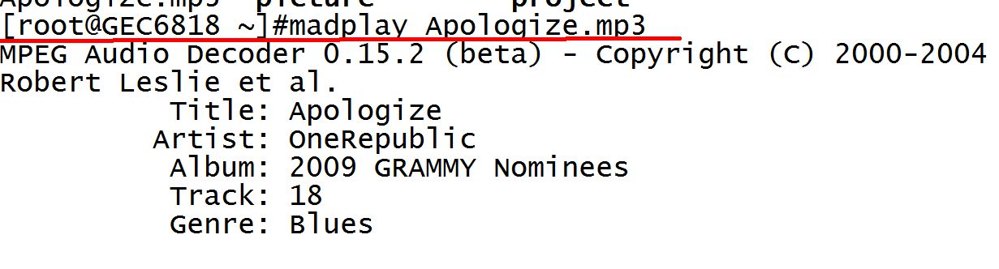 Apologize.mp3 picture project
[root@GEC6818 ~]#madplay Apologize.mp3
MPEG Audio Decoder 0.15.2 (beta) - Copyright (C) 2000-2004
Robert Leslie et al.
Title: Apologize
Artist: OneRepublic
Album: 2009 GRAMMY Nominees
Track: 18
Genre: Blues